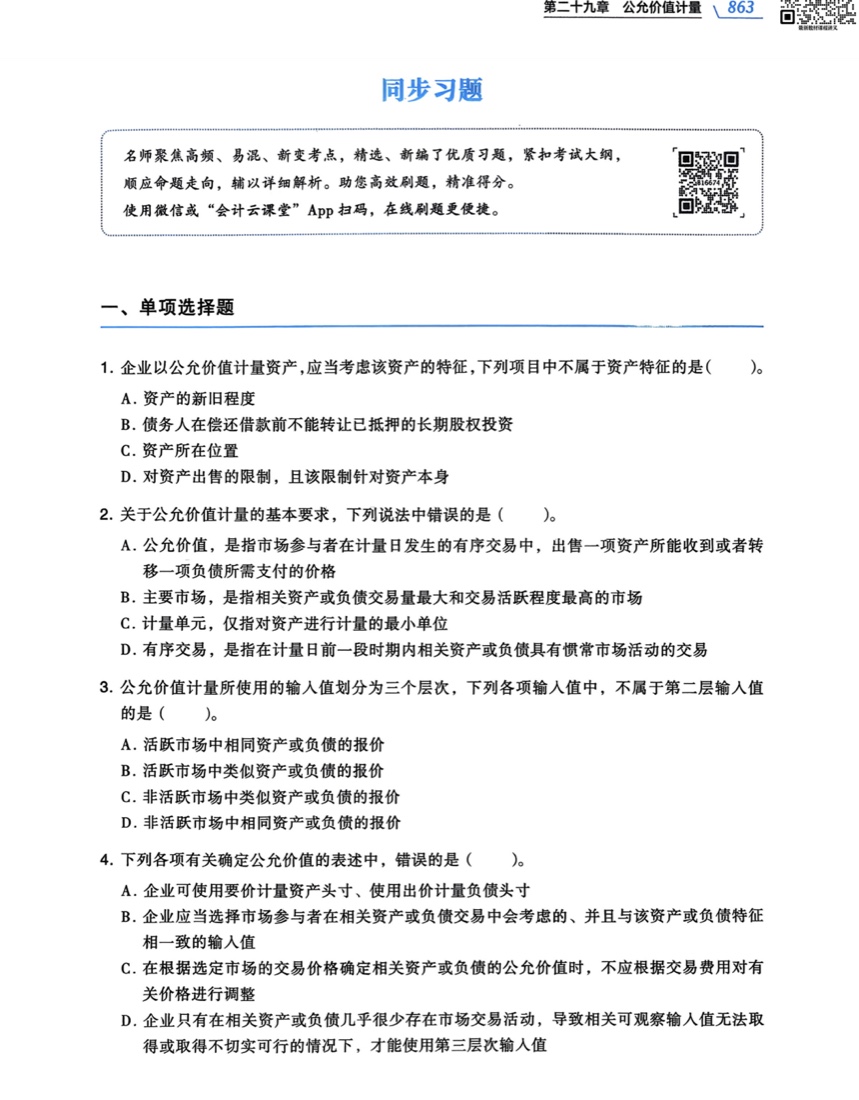 第二十九章 公允价值计量 863
同步习题
名师聚焦高频、易混、新变考点，精选、新编了优质习题，紧扣考试大纲，
顺应命题走向，辅以详细解析。助您高效刷题，精准得分。
使用微信或“会计云课堂”App 扫码，在线刷题更便捷。
一、单项选择题
1. 企业以公允价值计量资产，应当考虑该资产的特征，下列项目中不属于资产特征的是（ ）。
A. 资产的新旧程度
B. 债务人在偿还借款前不能转让已抵押的长期股权投资
C. 资产所在位置
D. 对资产出售的限制，且该限制针对资产本身
2. 关于公允价值计量的基本要求，下列说法中错误的是（ ）。
A. 公允价值，是指市场参与者在计量日发生的有序交易中，出售一项资产所能收到或者转
移一项负债所需支付的价格
B. 主要市场，是指相关资产或负债交易量最大和交易活跃程度最高的市场
C. 计量单元，仅指对资产进行计量的最小单位
D. 有序交易，是指在计量日前一段时期内相关资产或负债具有惯常市场活动的交易
3. 公允价值计量所使用的输入值划分为三个层次，下列各项输入值中，不属于第二层输入值
的是（ ）。
A. 活跃市场中相同资产或负债的报价
B. 活跃市场中类似资产或负债的报价
C. 非活跃市场中类似资产或负债的报价
D. 非活跃市场中相同资产或负债的报价
4. 下列各项有关确定公允价值的表述中，错误的是（ ）。
A. 企业可使用要价计量资产头寸、使用出价计量负债头寸
B. 企业应当选择市场参与者在相关资产或负债交易中会考虑的、并且与该资产或负债特征
相一致的输入值
C. 在根据选定市场的交易价格确定相关资产或负债的公允价值时，不应根据交易费用对有
关价格进行调整
D. 企业只有在相关资产或负债几乎很少存在市场交易活动，导致相关可观察输入值无法取
得或取得不切实可行的情况下，才能使用第三层次输入值